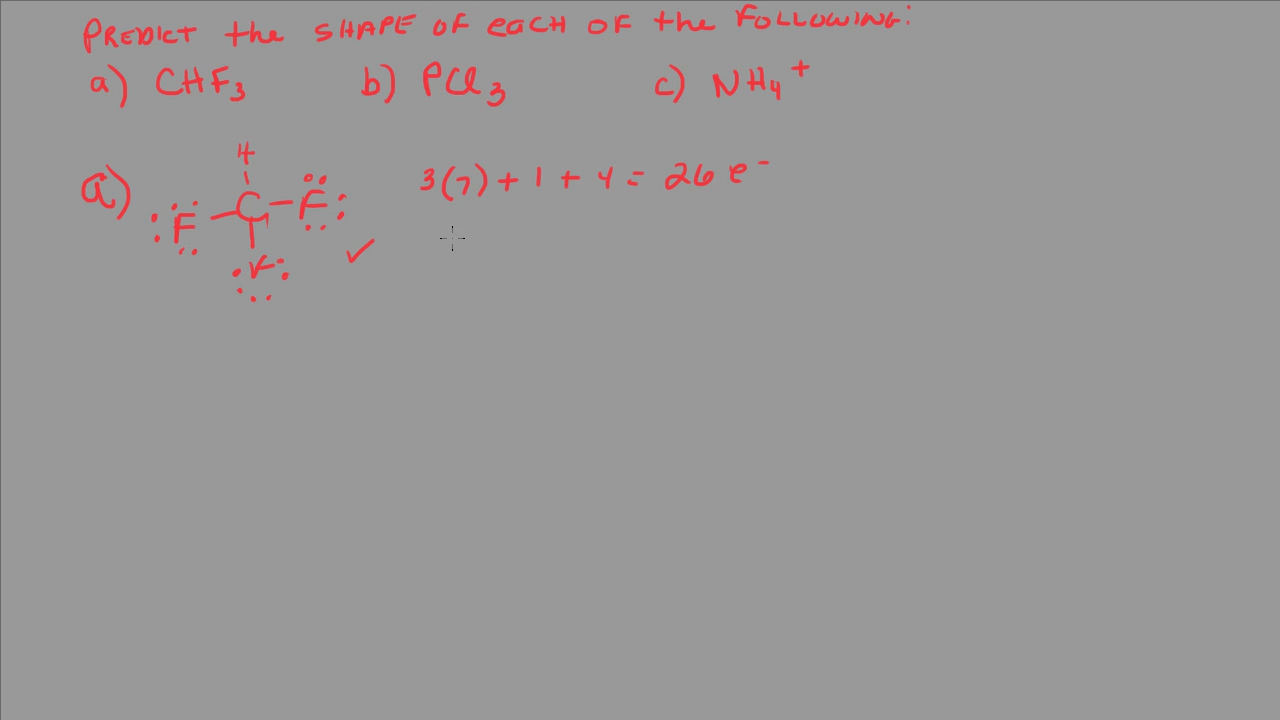 PREDICT the SHAPE OF each OF the FOLLOWING:
a) CHF₃ b) PCl₃ c) NH₄⁺
a) H
F – C – F 3(7) + 1 + 4 = 26 e⁻
F ✓